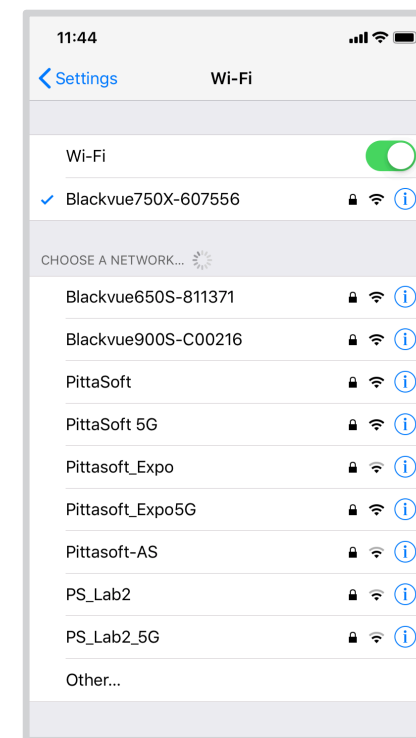 11:44
Settings
Wi-Fi
Wi-Fi
Blackvue750X-607556
CHOOSE A NETWORK...
Blackvue650S-811371
Blackvue900S-C00216
PittaSoft
PittaSoft 5G
Pittasoft_Expo
Pittasoft_Expo5G
Pittasoft-AS
PS_Lab2
PS_Lab2_5G
Other...